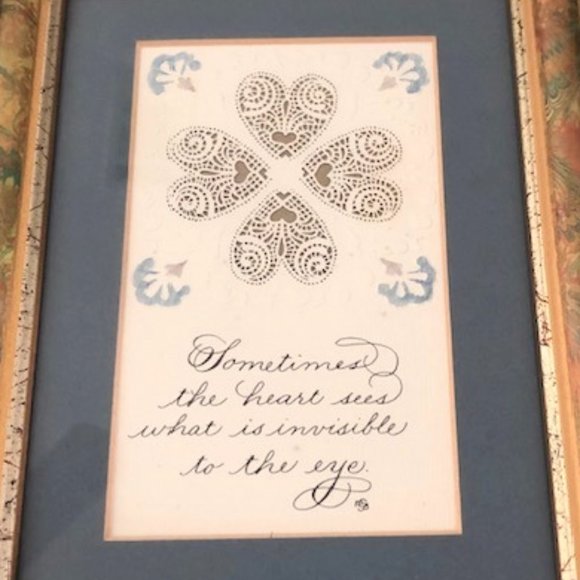 Sometimes
the heart sees
what is invisible
to the eye.